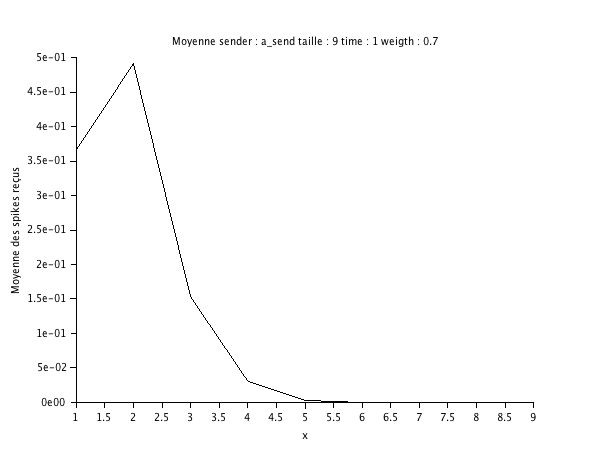 Moyenne sender : a_send taille : 9 time : 1 weigth : 0.7
5e-01
4.5e-01
4e-01
3.5e-01
3e-01
2.5e-01
2e-01
1.5e-01
1e-01
5e-02
0e00
Moyenne des spikes reçus
1 1.5 2 2.5 3 3.5 4 4.5 5 5.5 6 6.5 7 7.5 8 8.5 9
x